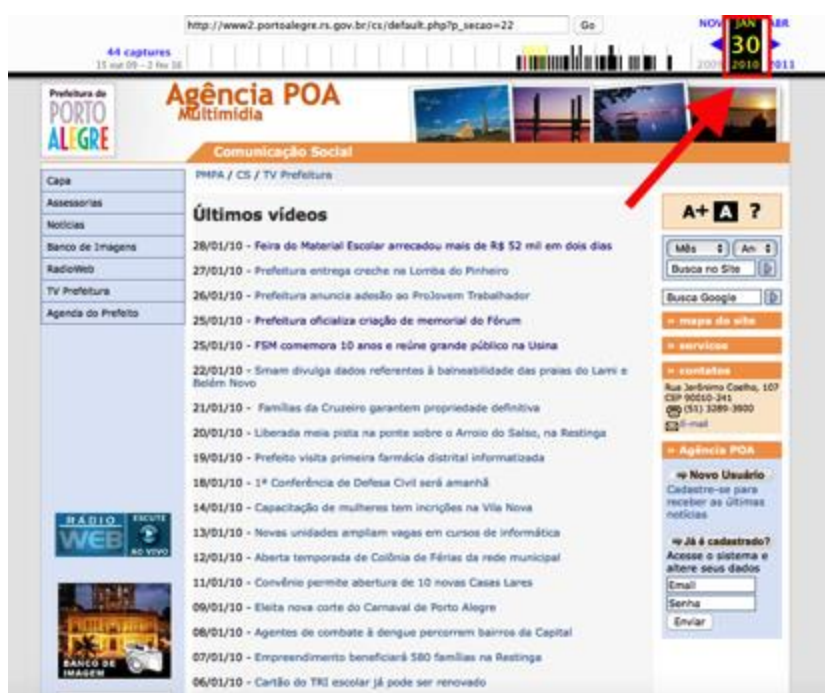 http://www2.portoalegre.rs.gov.br/cs/default.php?p_secao=22 Go
NOV JAN ABR
44 captures 30
2010 2011
Prefeitura de
PORTO
ALEGRE
Agência POA
Multimídia
Comunicação Social
PMPA / CS / TV Prefeitura
Capa
Assessorias
Notícias
Banco de Imagens
RadioWeb
TV Prefeitura
Agenda do Prefeito
Últimos vídeos
28/01/10 - Feira do Material Escolar arrecadou mais de R$ 52 mil em dois dias
27/01/10 - Prefeitura entrega creche na Lomba do Pinheiro
26/01/10 - Prefeitura anuncia adesão ao ProJovem Trabalhador
25/01/10 - Prefeitura oficializa criação de memorial do Fórum
25/01/10 - FSM comemora 10 anos e reúne grande público na Usina
22/01/10 - Smam divulga dados referentes à balneabilidade das praias do Lami e
Belém Novo
21/01/10 - Famílias da Cruzeiro garantem propriedade definitiva
20/01/10 - Liberada meia pista na ponte sobre o Arroio do Salso, na Restinga
19/01/10 - Prefeito visita primeira farmácia distrital informatizada
18/01/10 - 1ª Conferência de Defesa Civil será amanhã
14/01/10 - Capacitação de mulheres tem incrições na Vila Nova
13/01/10 - Novas unidades ampliam vagas em cursos de informática
12/01/10 - Aberta temporada de Colônia de Férias da rede municipal
11/01/10 - Convênio permite abertura de 10 novas Casas Lares
09/01/10 - Eleita nova corte do Carnaval de Porto Alegre
08/01/10 - Agentes de combate à dengue percorrem bairros da Capital
07/01/10 - Empreendimento beneficiará 580 famílias na Restinga
06/01/10 - Cartão do TRI escolar já pode ser renovado
A+ A ?
Mês An
Busca no Site
Busca Google
» mapa do site
» servicos
» contatos
Rua Jerônimo Coelho, 107
CEP 90010-241
(51) 3289-3900
E-mail
» Agência POA
Novo Usuário
Cadastre-se para
receber as últimas
notícias
Já é cadastrado?
Acesse o sistema e
altere seus dados
Email
Senha
Enviar
RÁDIO
WEB
ESCUTE
AO VIVO
BANCO DE
IMAGEM